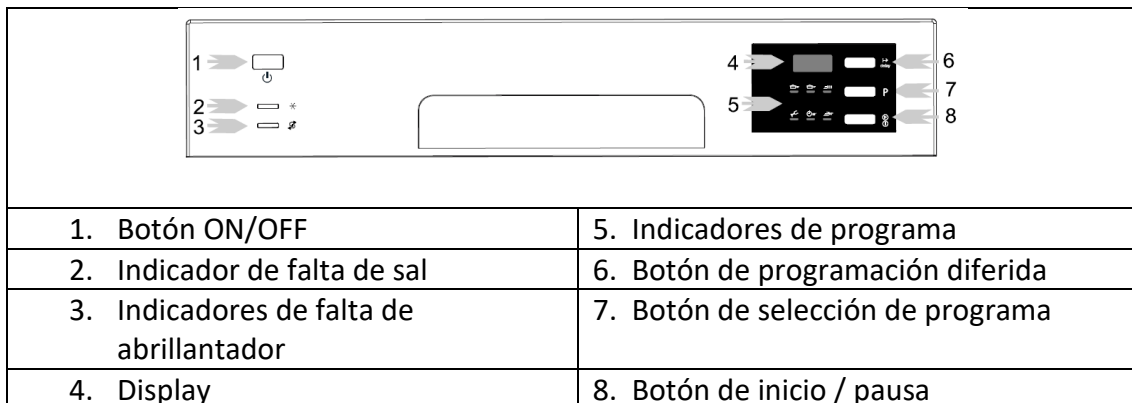 1
2
3
4
5
delay
P
6
7
8
1. Botón ON/OFF
5. Indicadores de programa
2. Indicador de falta de sal
6. Botón de programación diferida
3. Indicadores de falta de
abrillantador
7. Botón de selección de programa
4. Display
8. Botón de inicio / pausa